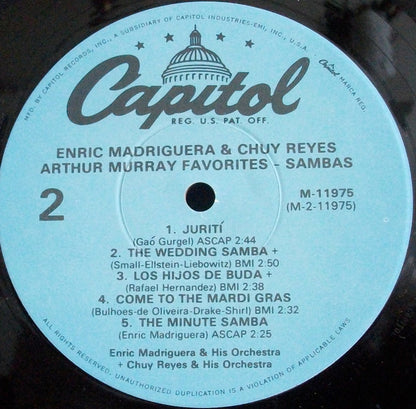 MFD. BY CAPITOL RECORDS, INC., A SUBSIDIARY OF CAPITOL INDUSTRIES-EMI, INC., U.S.A.
Capitol
MARCA REG.
Capitol
REG. U.S. PAT. OFF.
ENRIC MADRIGUERA & CHUY REYES
ARTHUR MURRAY FAVORITES - SAMBAS
2
M-11975
(M-2-11975)
1. JURITÍ
(Gaó Gurgel) ASCAP 2:44
2. THE WEDDING SAMBA +
(Small-Ellstein-Liebowitz) BMI 2:50
3. LOS HIJOS DE BUDA +
(Rafael Hernandez) BMI 2:38
4. COME TO THE MARDI GRAS
(Bulhoes-de Oliveira-Drake-Shirl) BMI 2:32
5. THE MINUTE SAMBA
(Enric Madriguera) ASCAP 2:25
Enric Madriguera & His Orchestra
+ Chuy Reyes & His Orchestra
ALL RIGHTS RESERVED. UNAUTHORIZED DUPLICATION IS A VIOLATION OF APPLICABLE LAWS